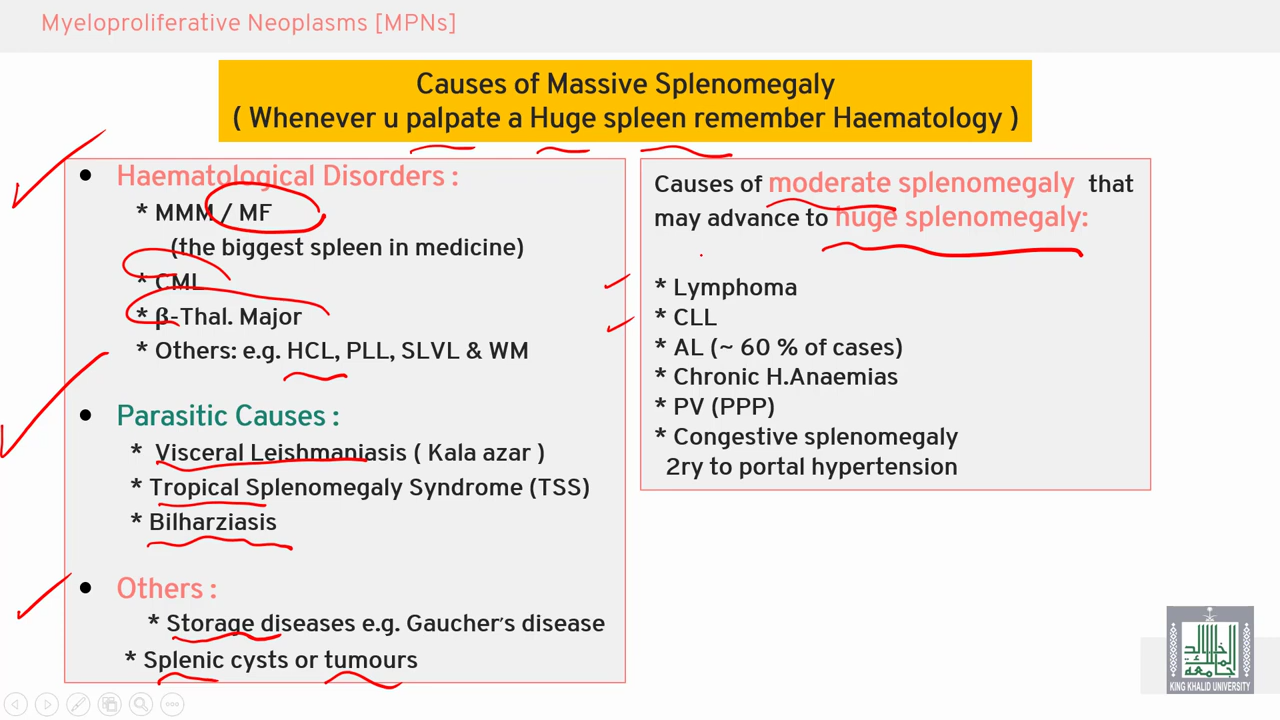 Myeloproliferative Neoplasms [MPNs]
Causes of Massive Splenomegaly
( Whenever u palpate a Huge spleen remember Haematology )
• Haematological Disorders :
* MMM / MF
(the biggest spleen in medicine)
* CML
* β-Thal. Major
* Others: e.g. HCL, PLL, SLVL & WM
• Parasitic Causes :
* Visceral Leishmaniasis ( Kala azar )
* Tropical Splenomegaly Syndrome (TSS)
* Bilharziasis
• Others :
* Storage diseases e.g. Gaucher's disease
* Splenic cysts or tumours
Causes of moderate splenomegaly that
may advance to huge splenomegaly:
* Lymphoma
* CLL
* AL (~ 60 % of cases)
* Chronic H.Anaemias
* PV (PPP)
* Congestive splenomegaly
2ry to portal hypertension
KING KHALID UNIVERSITY